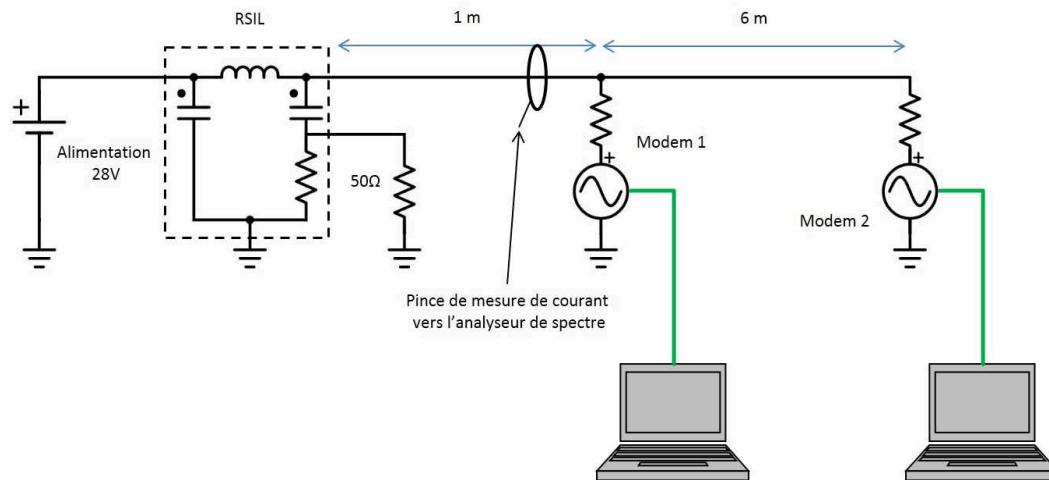 RSIL
1 m
6 m
+
Alimentation
28V
50Ω
+
Modem 1
+
Modem 2
Pince de mesure de courant
vers l’analyseur de spectre